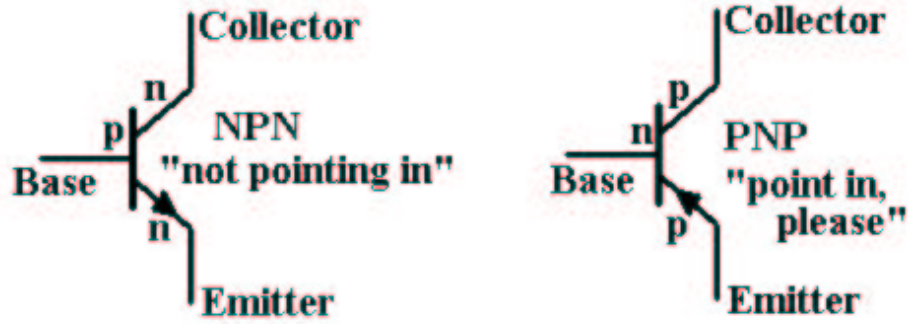 Collector
n
p
NPN
"not pointing in"
Base
n
Emitter
Collector
p
n
PNP
"point in,
please"
Base
p
Emitter